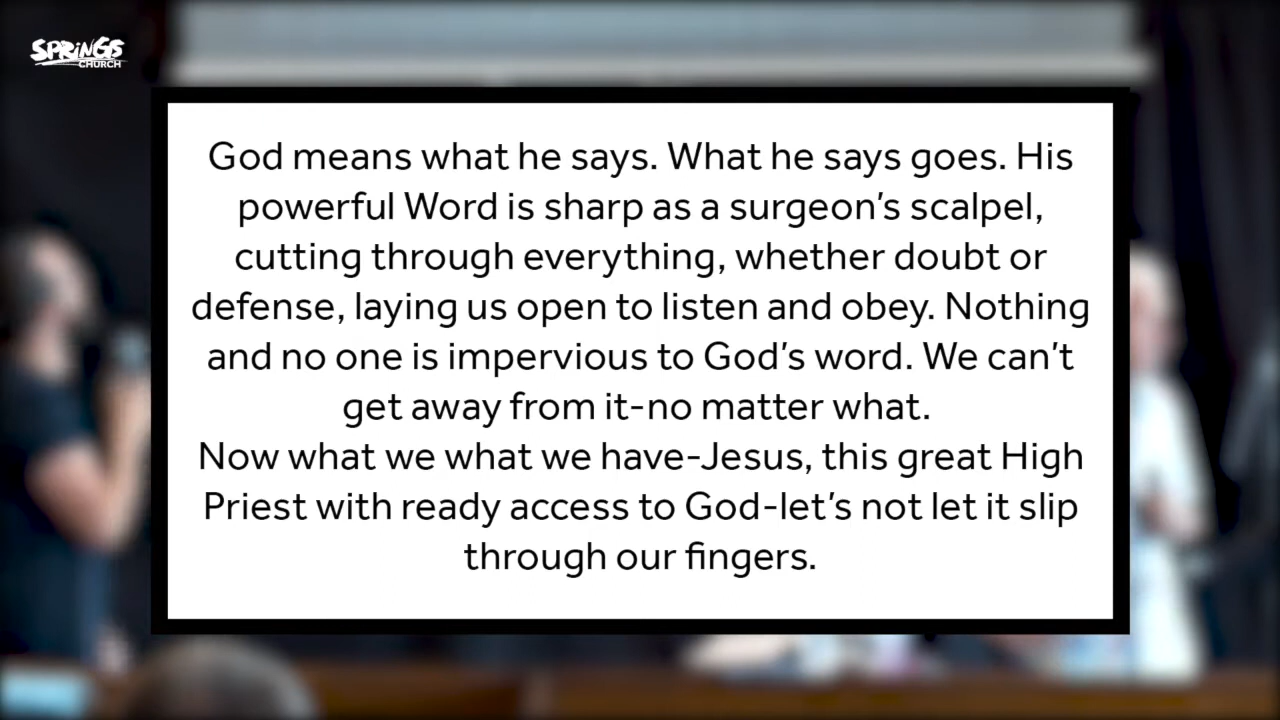 SPRINGS
CHURCH
God means what he says. What he says goes. His
powerful Word is sharp as a surgeon's scalpel,
cutting through everything, whether doubt or
defense, laying us open to listen and obey. Nothing
and no one is impervious to God's word. We can't
get away from it-no matter what.
Now what we what we have-Jesus, this great High
Priest with ready access to God-let's not let it slip
through our fingers.